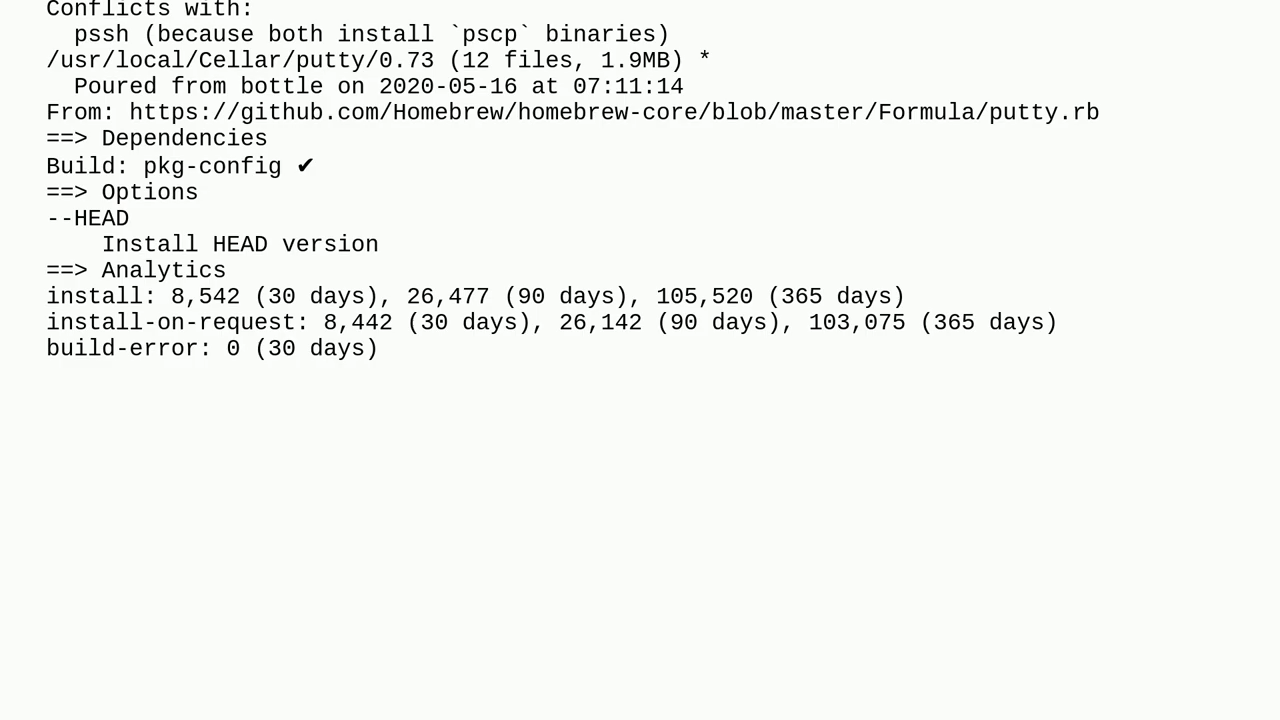 Conflicts with:
  pssh (because both install `pscp` binaries)
/usr/local/Cellar/putty/0.73 (12 files, 1.9MB) *
  Poured from bottle on 2020-05-16 at 07:11:14
From: https://github.com/Homebrew/homebrew-core/blob/master/Formula/putty.rb
==> Dependencies
Build: pkg-config ✔
==> Options
--HEAD
    Install HEAD version
==> Analytics
install: 8,542 (30 days), 26,477 (90 days), 105,520 (365 days)
install-on-request: 8,442 (30 days), 26,142 (90 days), 103,075 (365 days)
build-error: 0 (30 days)